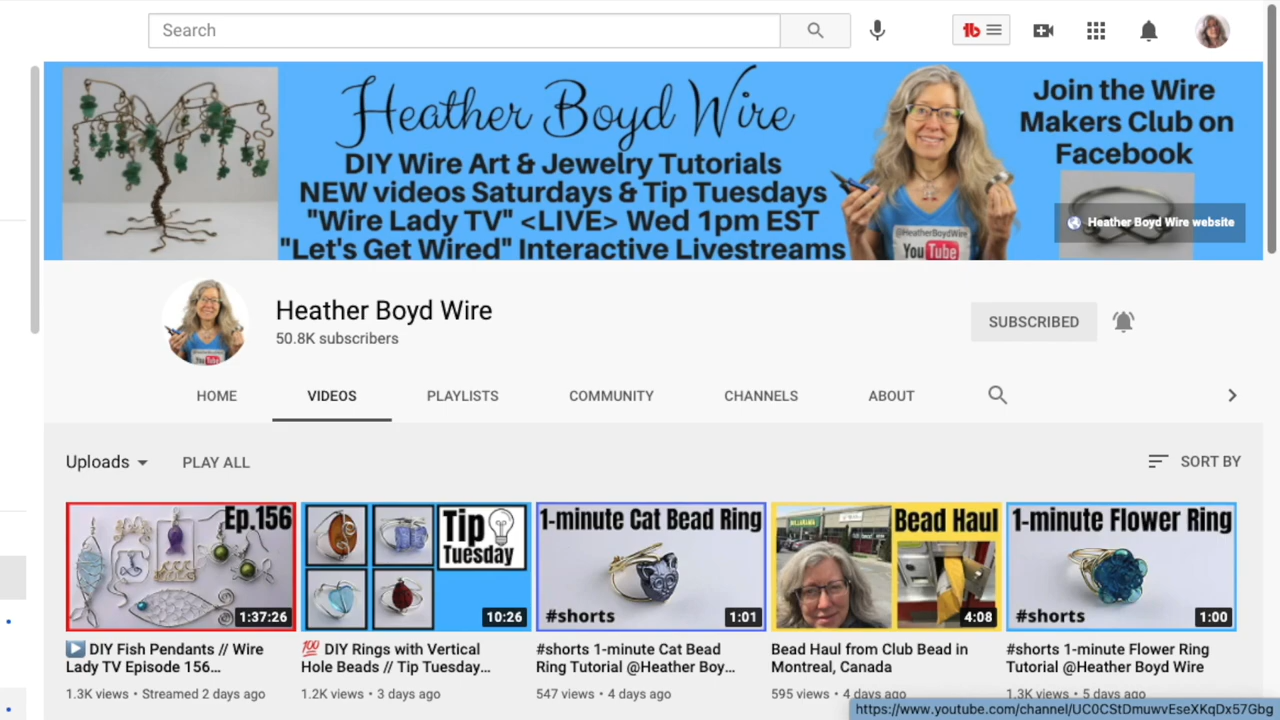 Search
Heather Boyd Wire
DIY Wire Art & Jewelry Tutorials
NEW videos Saturdays & Tip Tuesdays
"Wire Lady TV" <LIVE> Wed 1pm EST
"Let's Get Wired" Interactive Livestreams
@HeatherBoydWire
YouTube
Join the Wire
Makers Club on
Facebook
Heather Boyd Wire website
Heather Boyd Wire
50.8K subscribers
SUBSCRIBED
HOME
VIDEOS
PLAYLISTS
COMMUNITY
CHANNELS
ABOUT
Uploads
PLAY ALL
SORT BY
Ep.156
1:37:26
Tip
Tuesday
10:26
1-minute Cat Bead Ring
#shorts
1:01
Bead Haul
4:08
1-minute Flower Ring
#shorts
1:00
DIY Fish Pendants // Wire
Lady TV Episode 156...
1.3K views • Streamed 2 days ago
💯 DIY Rings with Vertical
Hole Beads // Tip Tuesday...
1.2K views • 3 days ago
#shorts 1-minute Cat Bead
Ring Tutorial @Heather Boy...
547 views • 4 days ago
Bead Haul from Club Bead in
Montreal, Canada
595 views • 4 days ago
#shorts 1-minute Flower Ring
Tutorial @Heather Boyd Wire
1.3K views • 5 days ago
https://www.youtube.com/channel/UC0CStDmuwvEseXKqDx57Gbg